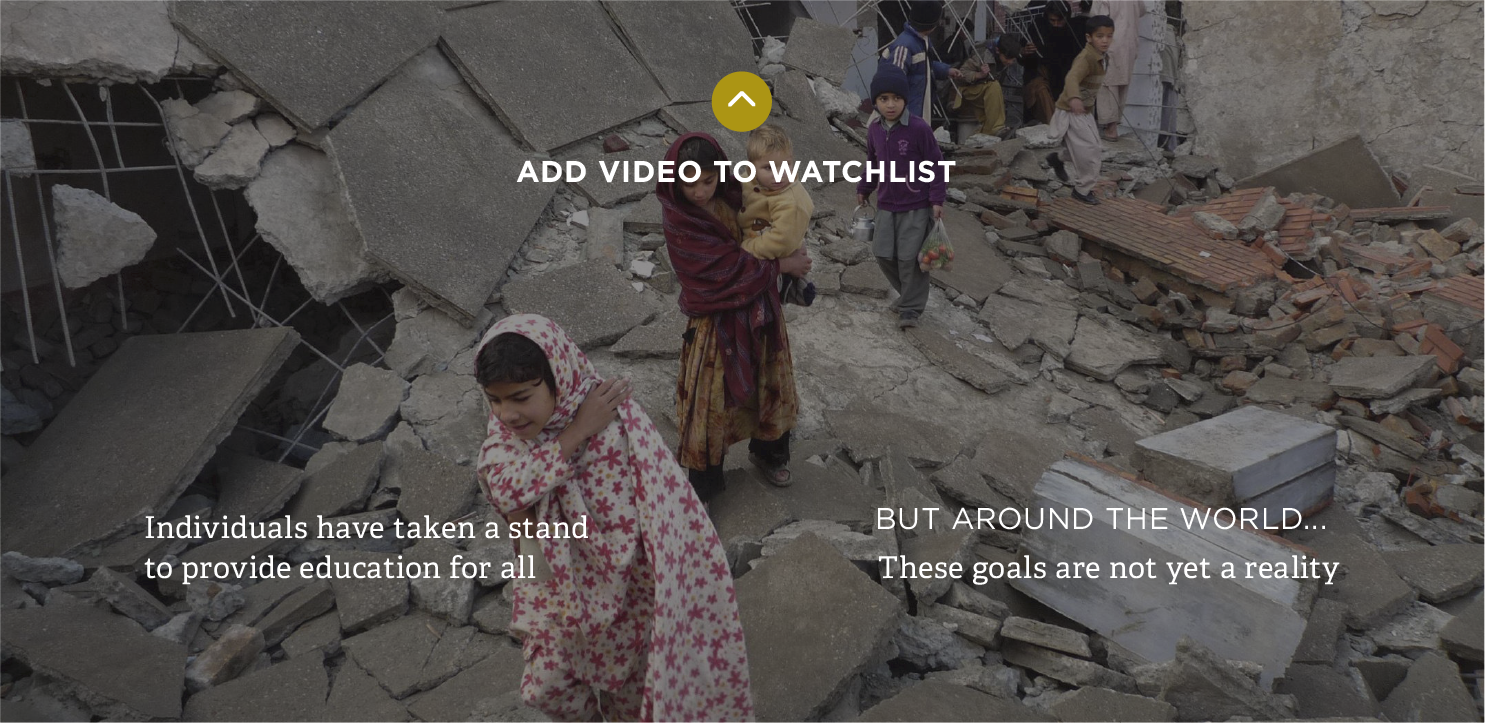 ADD VIDEO TO WATCHLIST
Individuals have taken a stand
to provide education for all
BUT AROUND THE WORLD...
These goals are not yet a reality